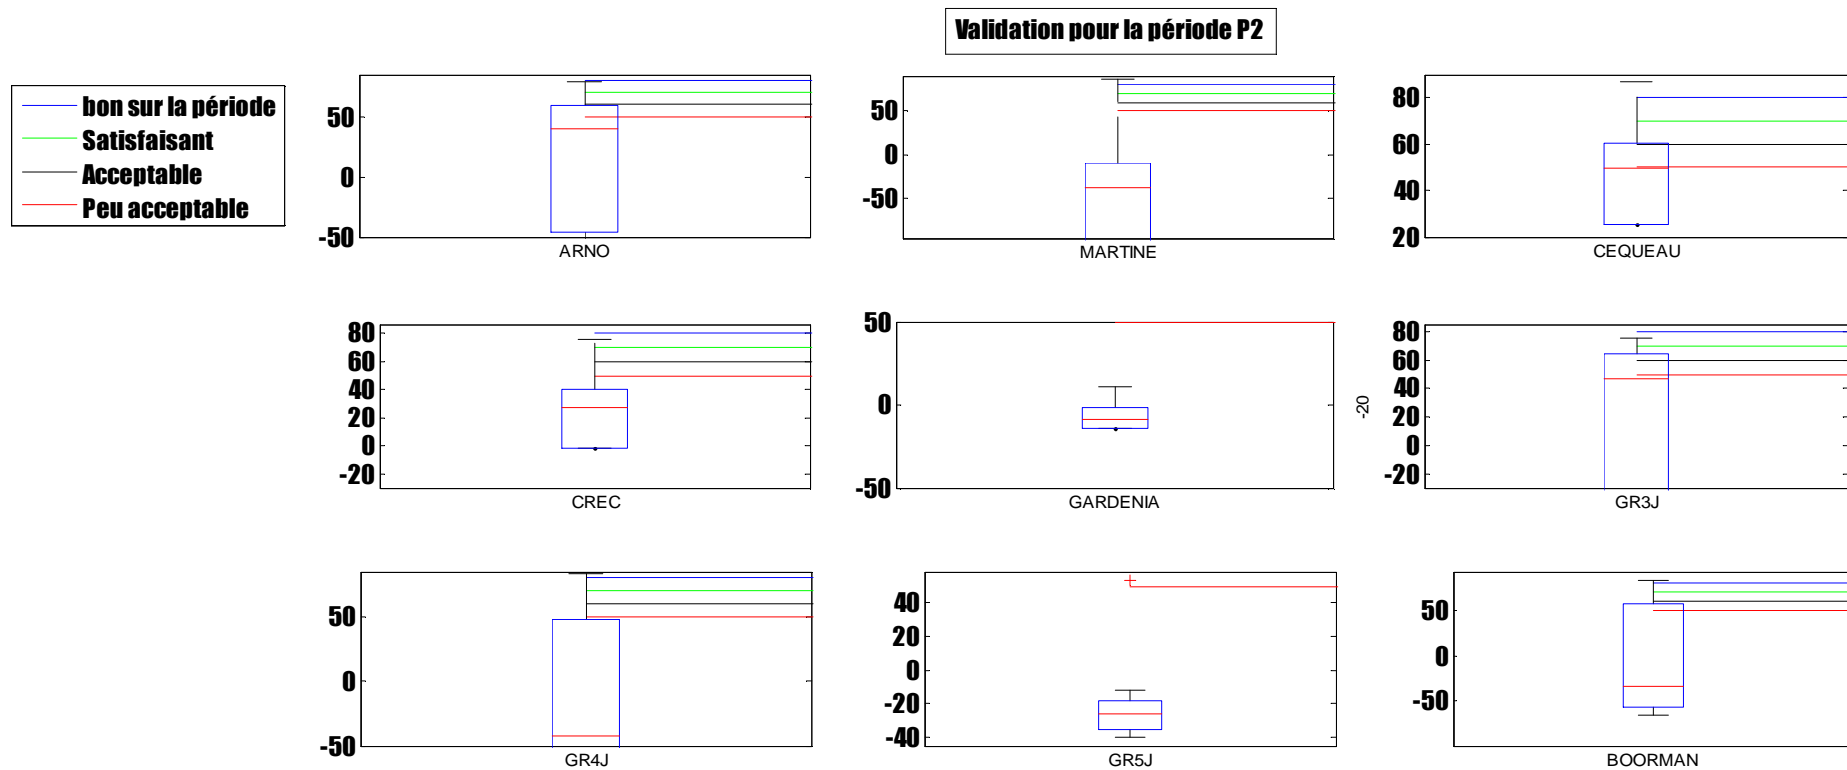 Validation pour la période P2
bon sur la période
Satisfaisant
Acceptable
Peu acceptable
50
0
-50
ARNO
50
0
-50
MARTINE
80
60
40
20
CEQUEAU
80
60
40
20
0
-20
CREC
50
0
-50
GARDENIA
-20
80
60
40
20
0
-20
GR3J
50
0
-50
GR4J
40
20
0
-20
-40
GR5J
50
0
-50
BOORMAN